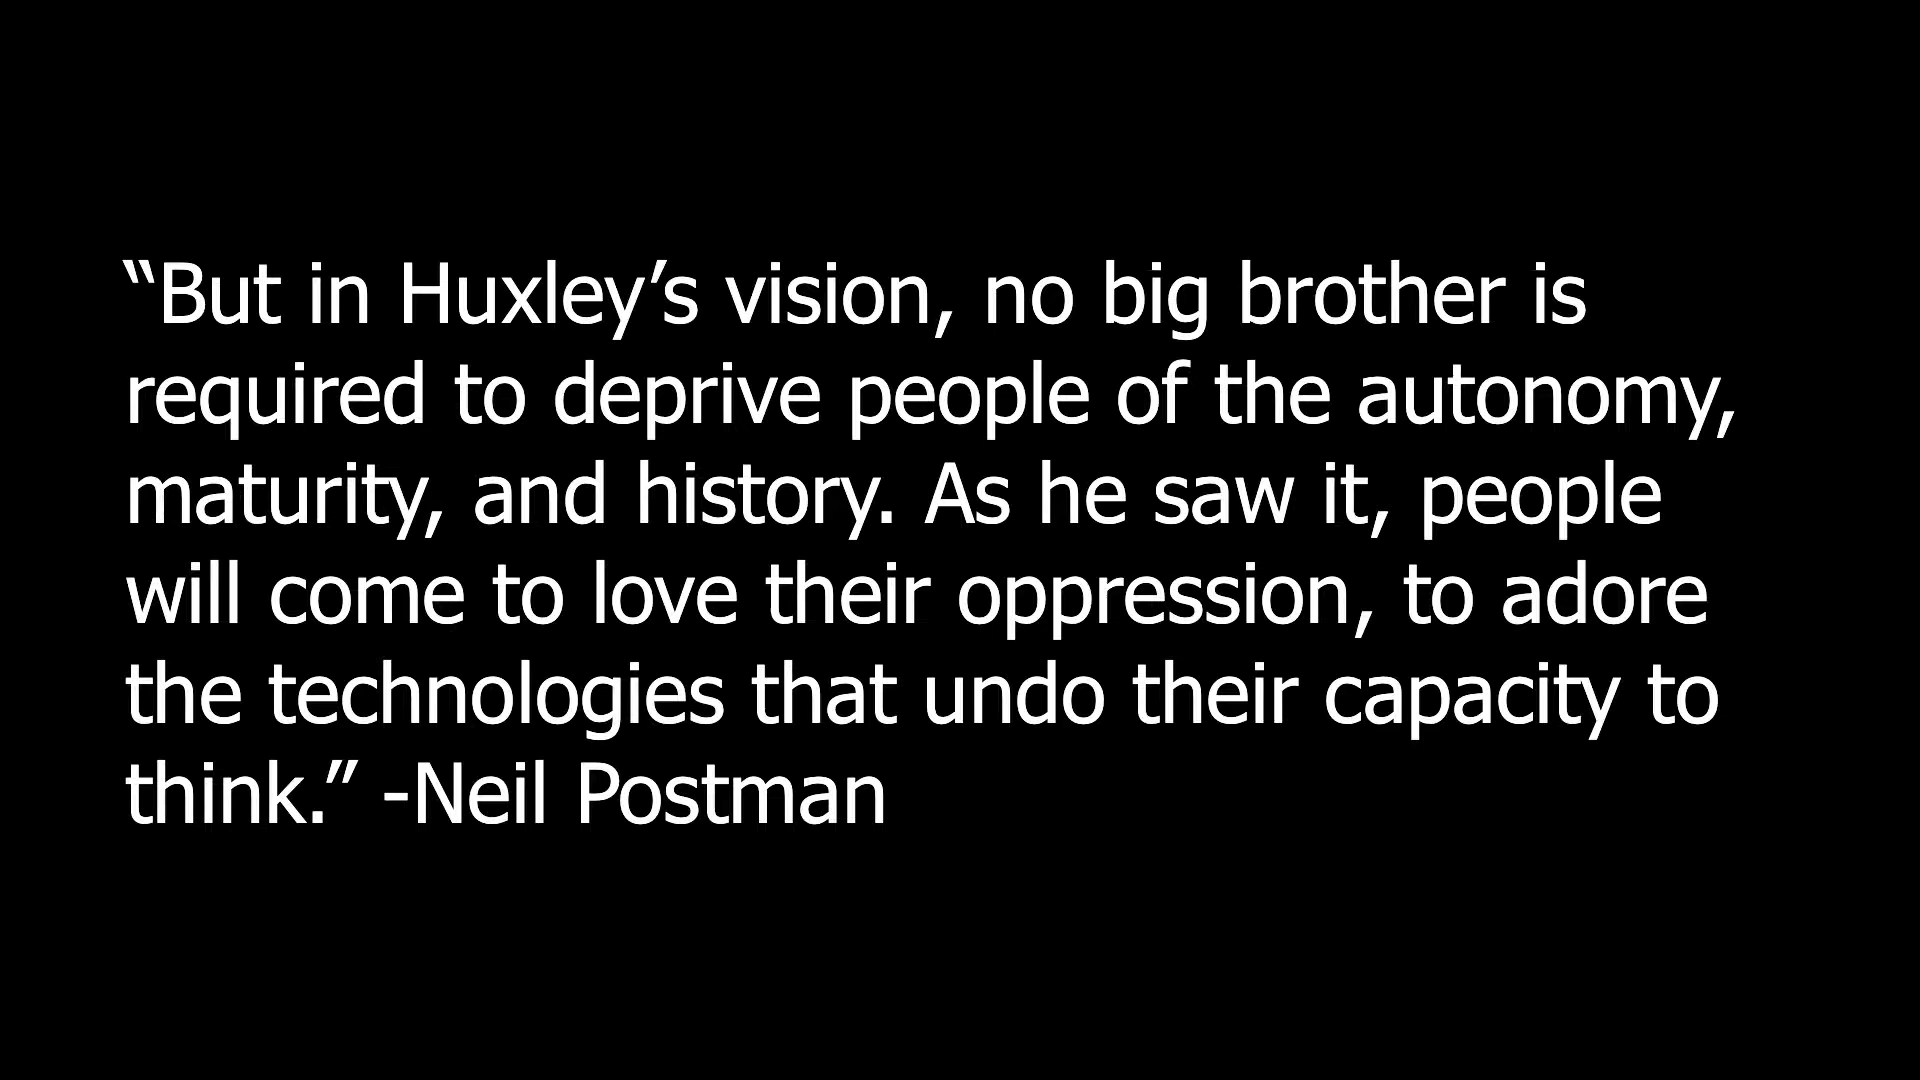 “But in Huxley’s vision, no big brother is
required to deprive people of the autonomy,
maturity, and history. As he saw it, people
will come to love their oppression, to adore
the technologies that undo their capacity to
think.” -Neil Postman